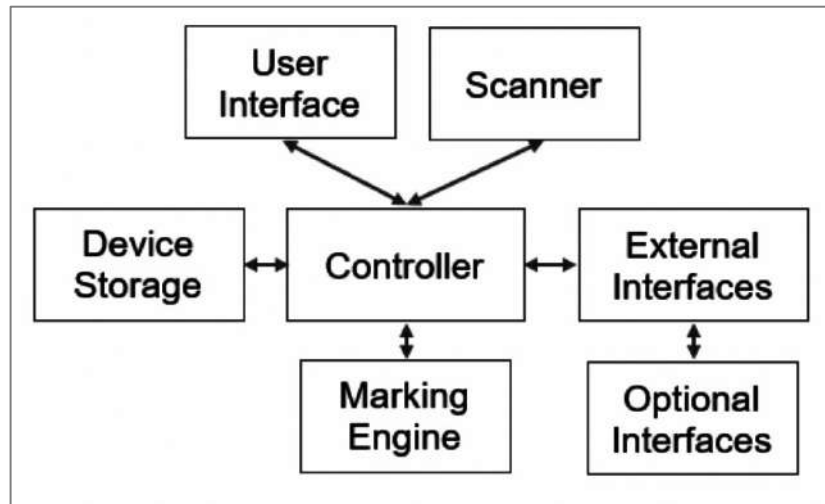 User
Interface
Scanner
Device
Storage
Controller
External
Interfaces
Marking
Engine
Optional
Interfaces